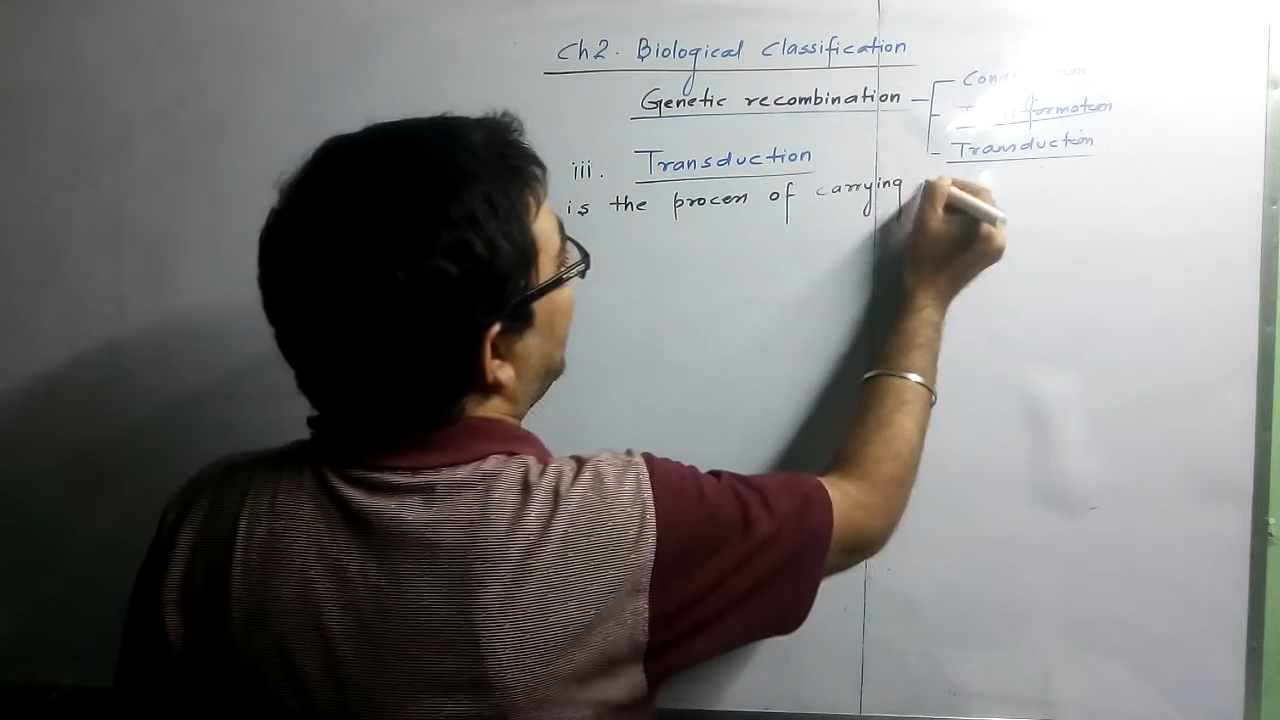 Ch2. Biological Classification
Genetic recombination
Transduction
iii. Transduction
is the process of carrying